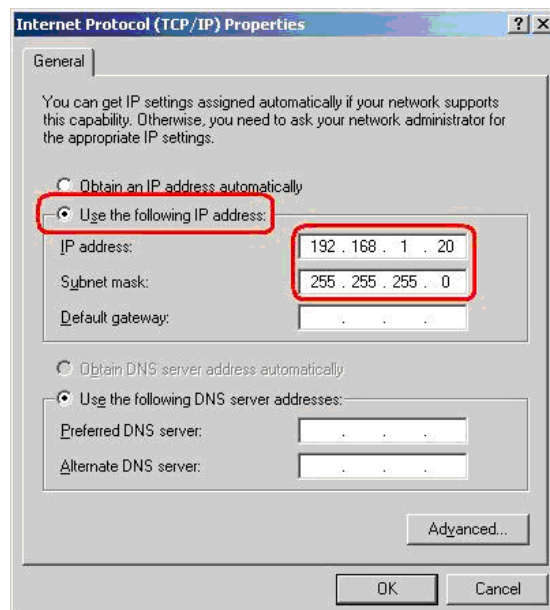 Internet Protocol (TCP/IP) Properties
General
You can get IP settings assigned automatically if your network supports
this capability. Otherwise, you need to ask your network administrator for
the appropriate IP settings.
Obtain an IP address automatically
Use the following IP address:
IP address: 192 . 168 . 1 . 20
Subnet mask: 255 . 255 . 255 . 0
Default gateway: . . .
Obtain DNS server address automatically
Use the following DNS server addresses:
Preferred DNS server: . . .
Alternate DNS server: . . .
Advanced...
OK Cancel